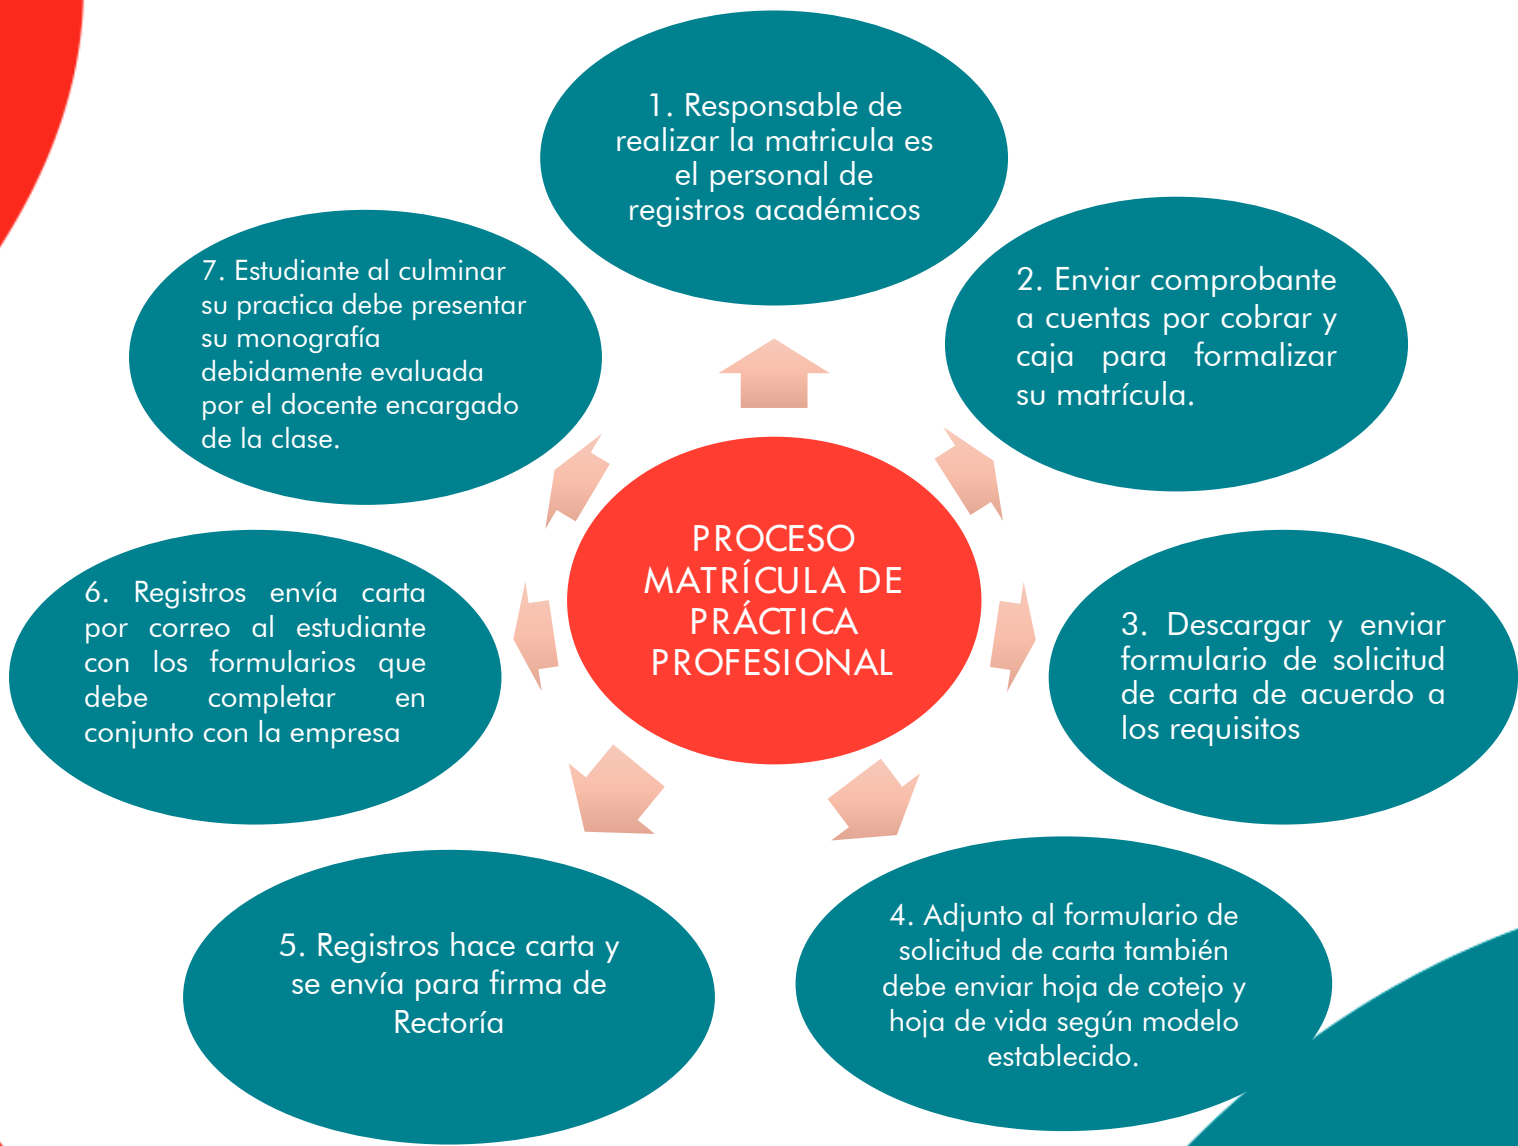 1. Responsable de
realizar la matricula es
el personal de
registros académicos
2. Enviar comprobante
a cuentas por cobrar y
caja para formalizar
su matrícula.
3. Descargar y enviar
formulario de solicitud
de carta de acuerdo a
los requisitos
4. Adjunto al formulario de
solicitud de carta también
debe enviar hoja de cotejo y
hoja de vida según modelo
establecido.
5. Registros hace carta y
se envía para firma de
Rectoría
6. Registros envía carta
por correo al estudiante
con los formularios que
debe completar en
conjunto con la empresa
7. Estudiante al culminar
su practica debe presentar
su monografía
debidamente evaluada
por el docente encargado
de la clase.
PROCESO
MATRÍCULA DE
PRÁCTICA
PROFESIONAL